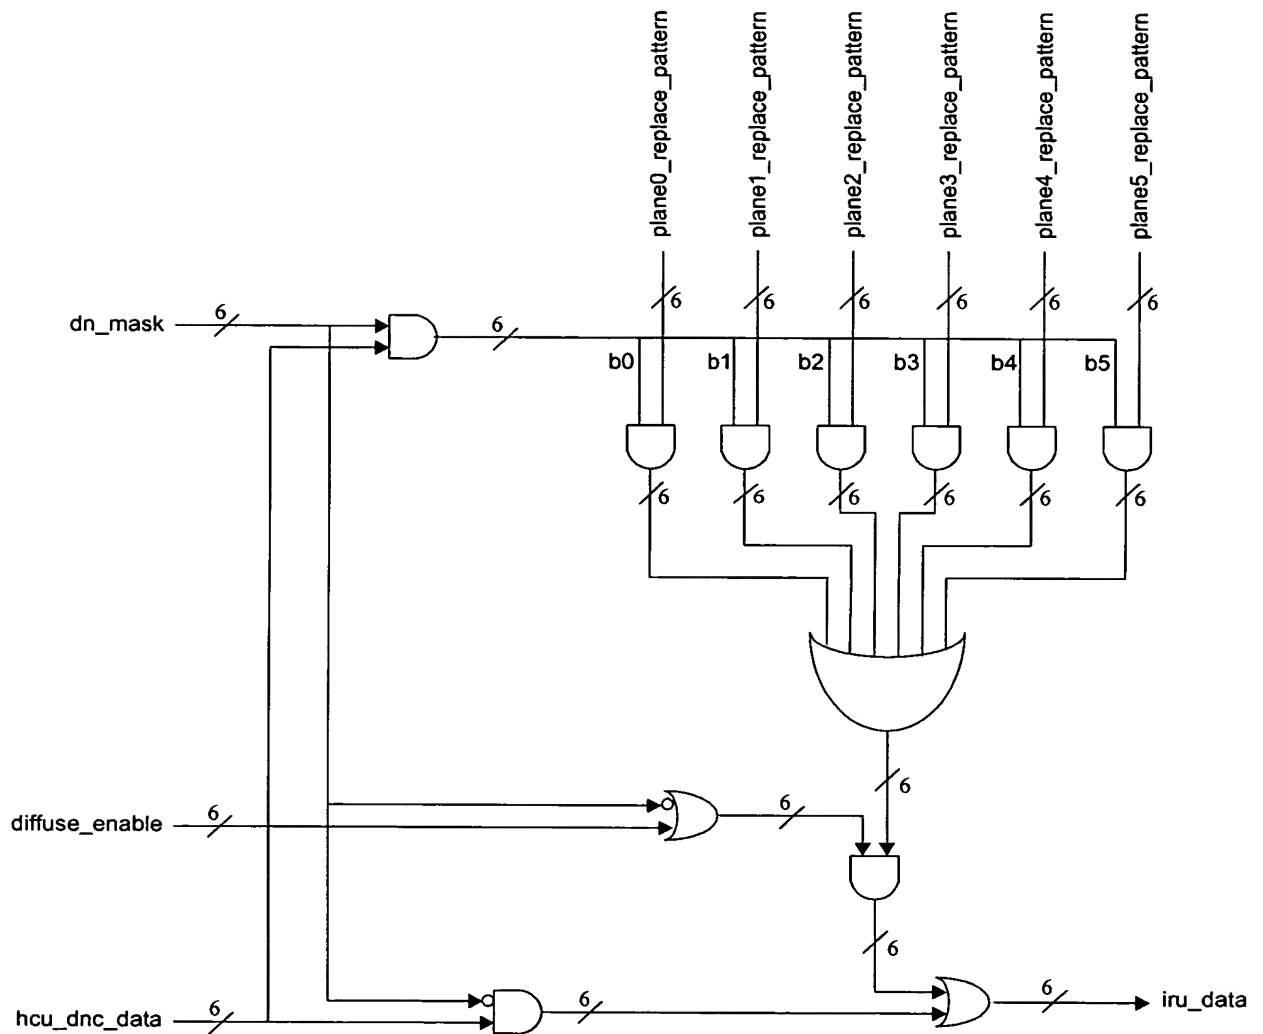 plane0_replace_pattern
plane1_replace_pattern
plane2_replace_pattern
plane3_replace_pattern
plane4_replace_pattern
plane5_replace_pattern
6 6 6 6 6 6
dn_mask 6 6
b0 b1 b2 b3 b4 b5
6 6 6 6 6 6
6
diffuse_enable 6 6
6
hcu_dnc_data 6 6 6 iru_data